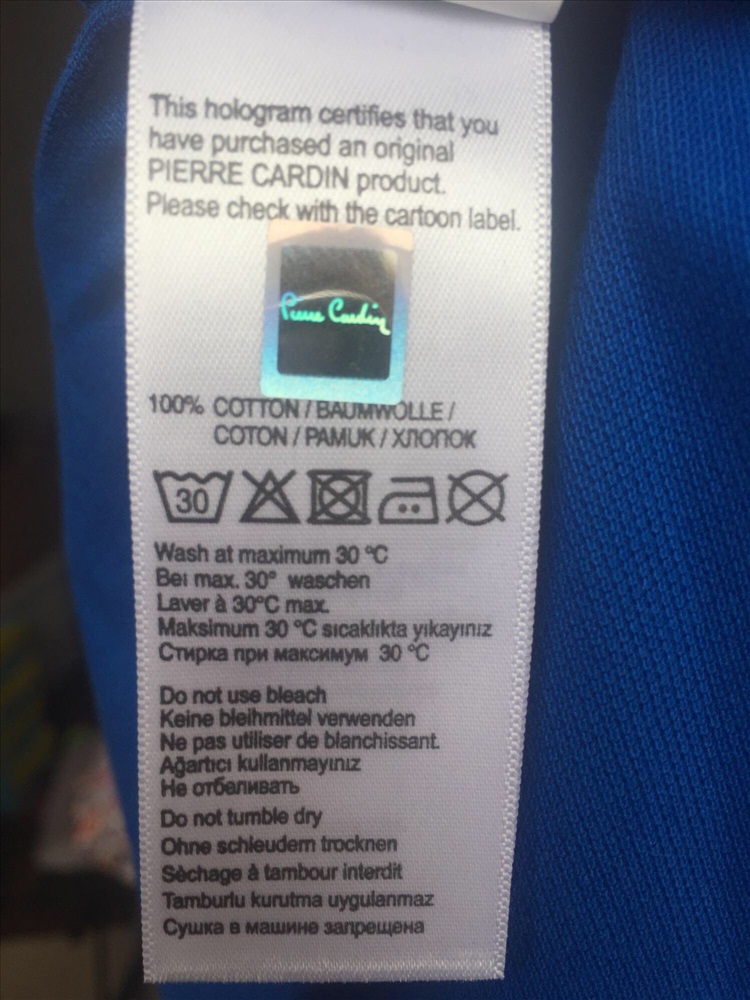 This hologram certifies that you
have purchased an original
PIERRE CARDIN product.
Please check with the cartoon label.
Pierre Cardin
100% COTTON / BAUMWOLLE /
COTON / PAMUK / ХЛОПОК
30
Wash at maximum 30 °C
Bei max. 30° waschen
Laver à 30°C max.
Maksimum 30 °C sıcaklıkta yıkayınız
Стирка при максимум 30 °C
Do not use bleach
Keine bleihmittel verwenden
Ne pas utiliser de blanchissant.
Ağartıcı kullanmayınız
Не отбеливать
Do not tumble dry
Ohne schleudern trocknen
Sèchage à tambour interdit
Tamburlu kurutma uygulanmaz
Сушка в машине запрещена